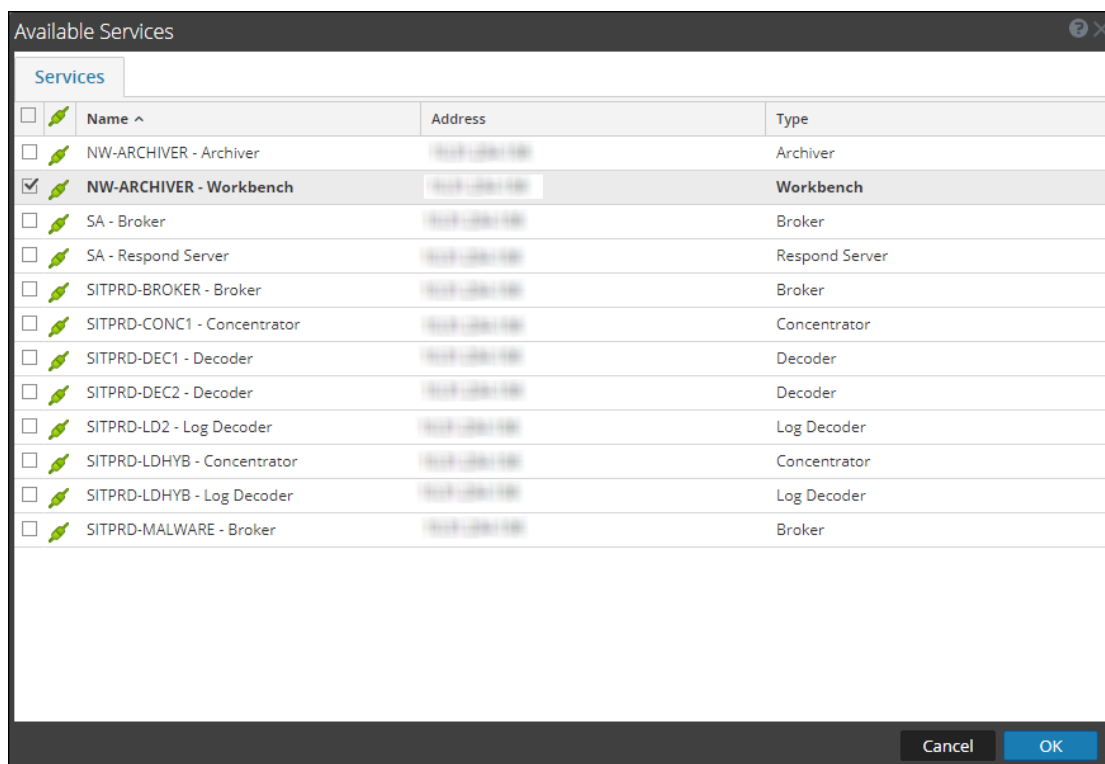 Available Services
Services
Name Address Type
NW-ARCHIVER - Archiver Archiver
NW-ARCHIVER - Workbench Workbench
SA - Broker Broker
SA - Respond Server Respond Server
SITPRD-BROKER - Broker Broker
SITPRD-CONC1 - Concentrator Concentrator
SITPRD-DEC1 - Decoder Decoder
SITPRD-DEC2 - Decoder Decoder
SITPRD-LD2 - Log Decoder Log Decoder
SITPRD-LDHYB - Concentrator Concentrator
SITPRD-LDHYB - Log Decoder Log Decoder
SITPRD-MALWARE - Broker Broker
Cancel OK